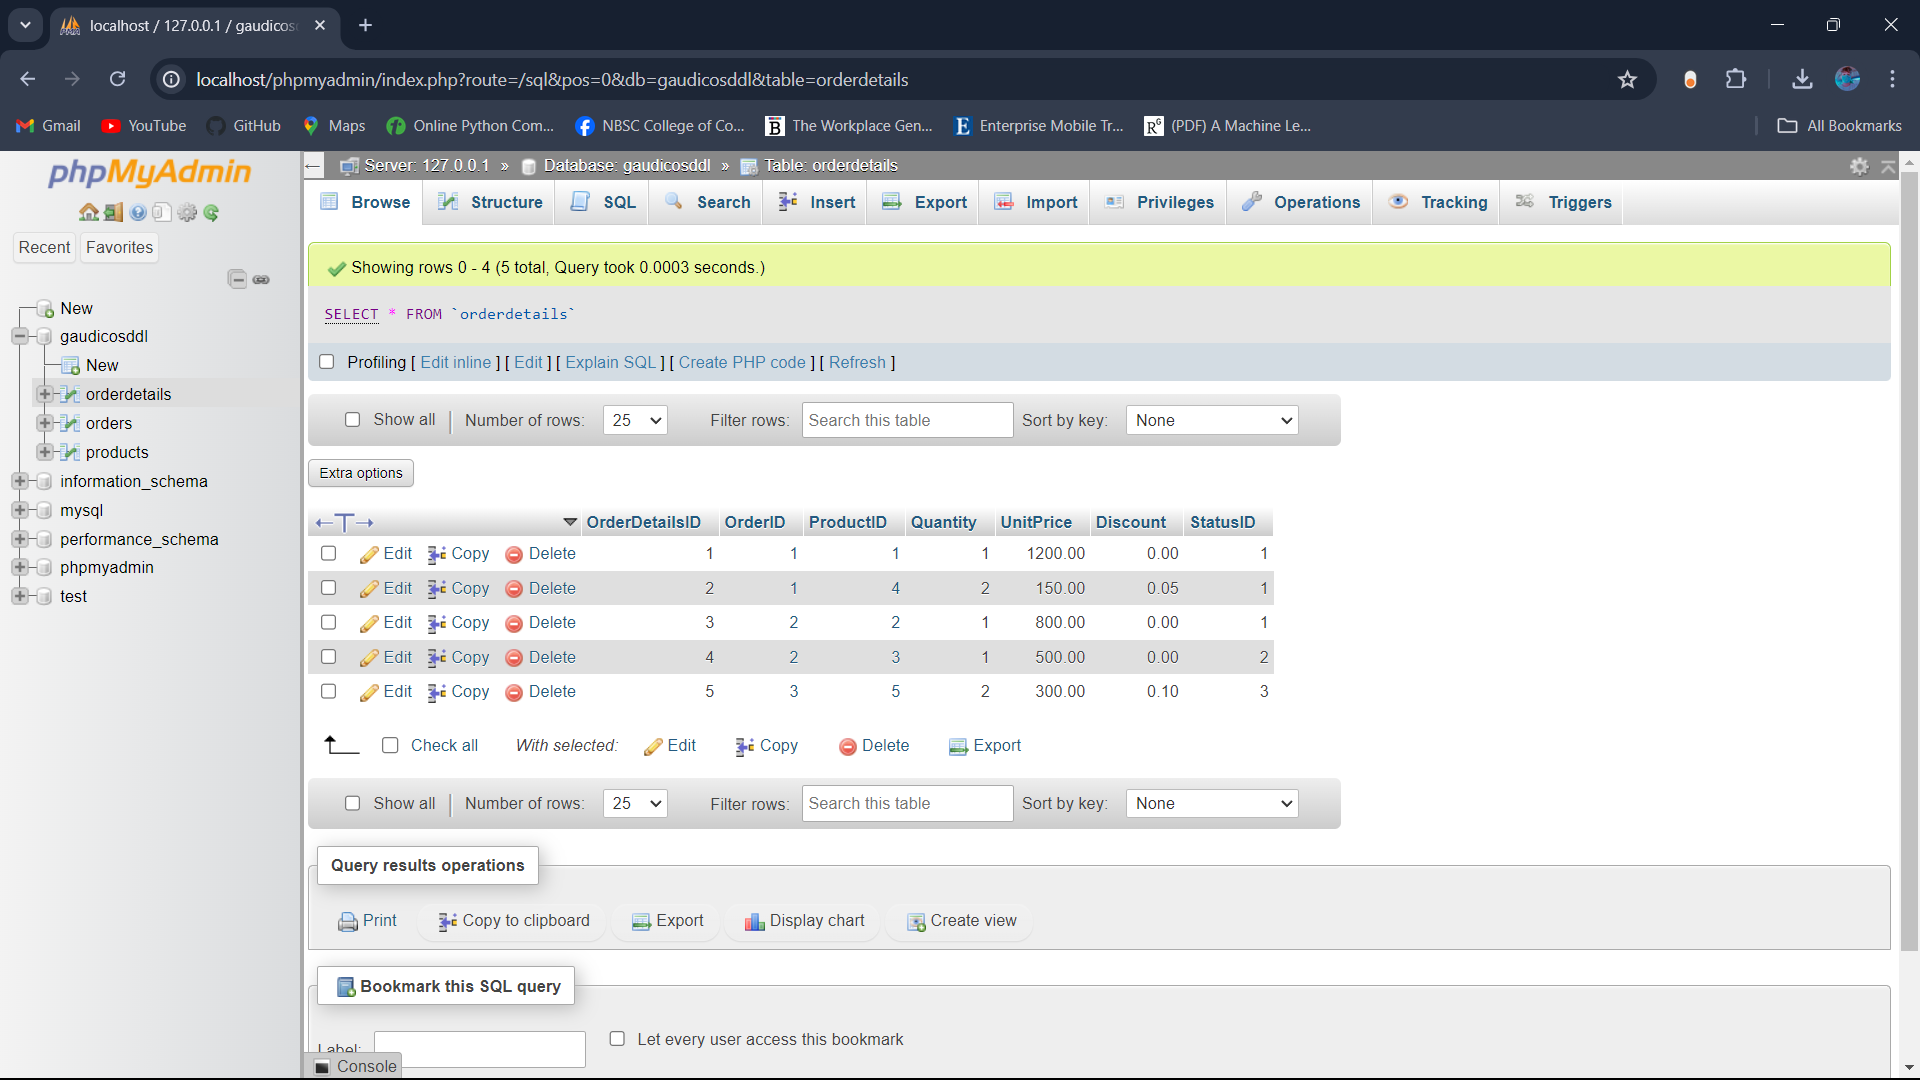 localhost / 127.0.0.1 / gaudicos
localhost/phpmyadmin/index.php?route=/sql&pos=0&db=gaudicosddl&table=orderdetails
Gmail YouTube GitHub Maps Online Python Com... NBSC College of Co... The Workplace Gen... Enterprise Mobile Tr... (PDF) A Machine Le... All Bookmarks
phpMyAdmin
Recent Favorites
New
gaudicosddl
New
orderdetails
orders
products
information_schema
mysql
performance_schema
phpmyadmin
test
Server: 127.0.0.1 » Database: gaudicosddl » Table: orderdetails
Browse Structure SQL Search Insert Export Import Privileges Operations Tracking Triggers
Showing rows 0 - 4 (5 total, Query took 0.0003 seconds.)
SELECT * FROM `orderdetails`
Profiling [ Edit inline ] [ Edit ] [ Explain SQL ] [ Create PHP code ] [ Refresh ]
Show all Number of rows: 25 Filter rows: Search this table Sort by key: None
Extra options
OrderDetailsID OrderID ProductID Quantity UnitPrice Discount StatusID
Edit Copy Delete 1 1 1 1 1200.00 0.00 1
Edit Copy Delete 2 1 4 2 150.00 0.05 1
Edit Copy Delete 3 2 2 1 800.00 0.00 1
Edit Copy Delete 4 2 3 1 500.00 0.00 2
Edit Copy Delete 5 3 5 2 300.00 0.10 3
Check all With selected: Edit Copy Delete Export
Show all Number of rows: 25 Filter rows: Search this table Sort by key: None
Query results operations
Print Copy to clipboard Export Display chart Create view
Bookmark this SQL query
Label: Let every user access this bookmark
Console